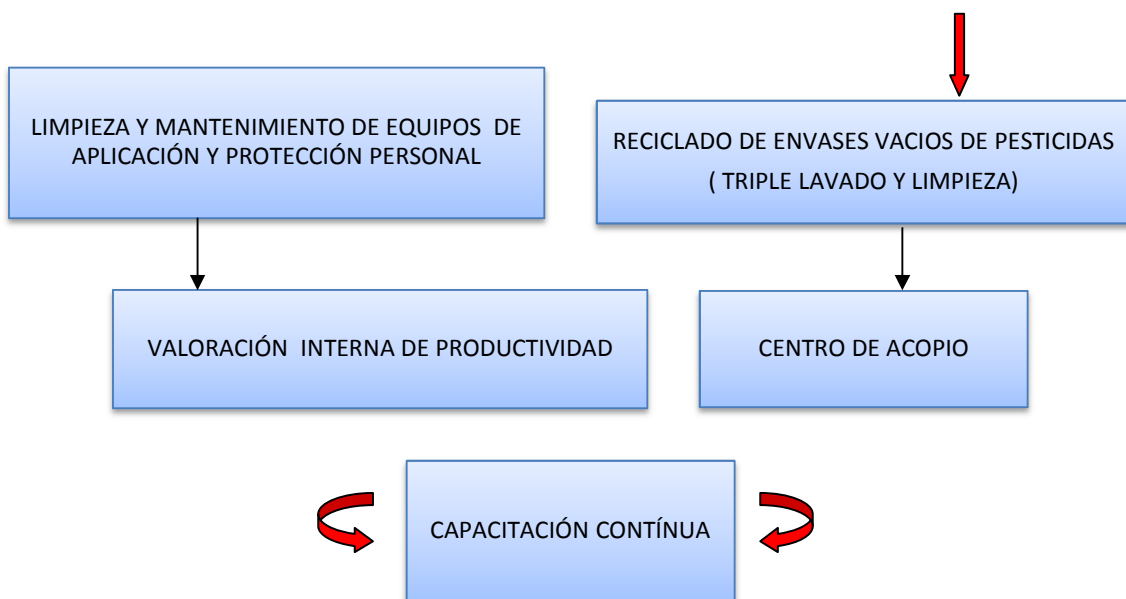 LIMPIEZA Y MANTENIMIENTO DE EQUIPOS DE
APLICACIÓN Y PROTECCIÓN PERSONAL
RECICLADO DE ENVASES VACIOS DE PESTICIDAS
( TRIPLE LAVADO Y LIMPIEZA)
VALORACIÓN INTERNA DE PRODUCTIVIDAD
CENTRO DE ACOPIO
CAPACITACIÓN CONTÍNUA